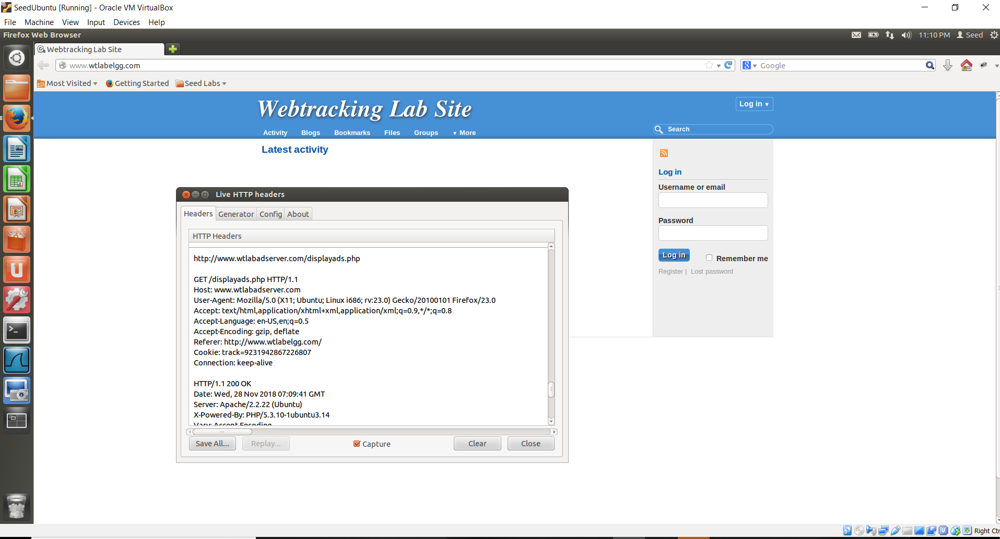 SeedUbuntu [Running] - Oracle VM VirtualBox
File Machine View Input Devices Help
Firefox Web Browser 11:10 PM Seed
Webtracking Lab Site
www.wtlabelgg.com Google
Most Visited Getting Started Seed Labs
Webtracking Lab Site
Log in
Activity Blogs Bookmarks Files Groups More
Search
Latest activity
Log in
Username or email
Password
Log in Remember me
Register | Lost password
Live HTTP headers
Headers Generator Config About
HTTP Headers
http://www.wtlabadserver.com/displayads.php
GET /displayads.php HTTP/1.1
Host: www.wtlabadserver.com
User-Agent: Mozilla/5.0 (X11; Ubuntu; Linux i686; rv:23.0) Gecko/20100101 Firefox/23.0
Accept: text/html,application/xhtml+xml,application/xml;q=0.9,*/*;q=0.8
Accept-Language: en-US,en;q=0.5
Accept-Encoding: gzip, deflate
Referer: http://www.wtlabelgg.com/
Cookie: track=9231942867226807
Connection: keep-alive
HTTP/1.1 200 OK
Date: Wed, 28 Nov 2018 07:09:41 GMT
Server: Apache/2.2.22 (Ubuntu)
X-Powered-By: PHP/5.3.10-1ubuntu3.14
Vary: Accept-Encoding
Save All... Replay... Capture Clear Close
Right Ctr